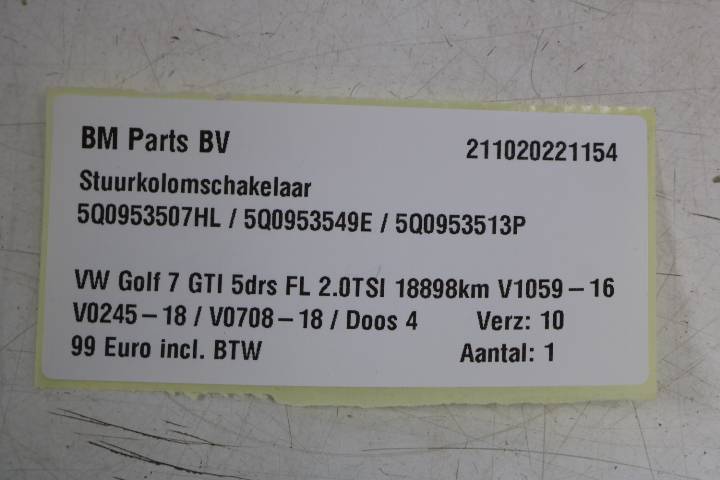 BM Parts BV 211020221154
Stuurkolomschakelaar
5Q0953507HL / 5Q0953549E / 5Q0953513P
VW Golf 7 GTI 5drs FL 2.0TSI 18898km V1059-16
V0245-18 / V0708-18 / Doos 4 Verz: 10
99 Euro incl. BTW Aantal: 1